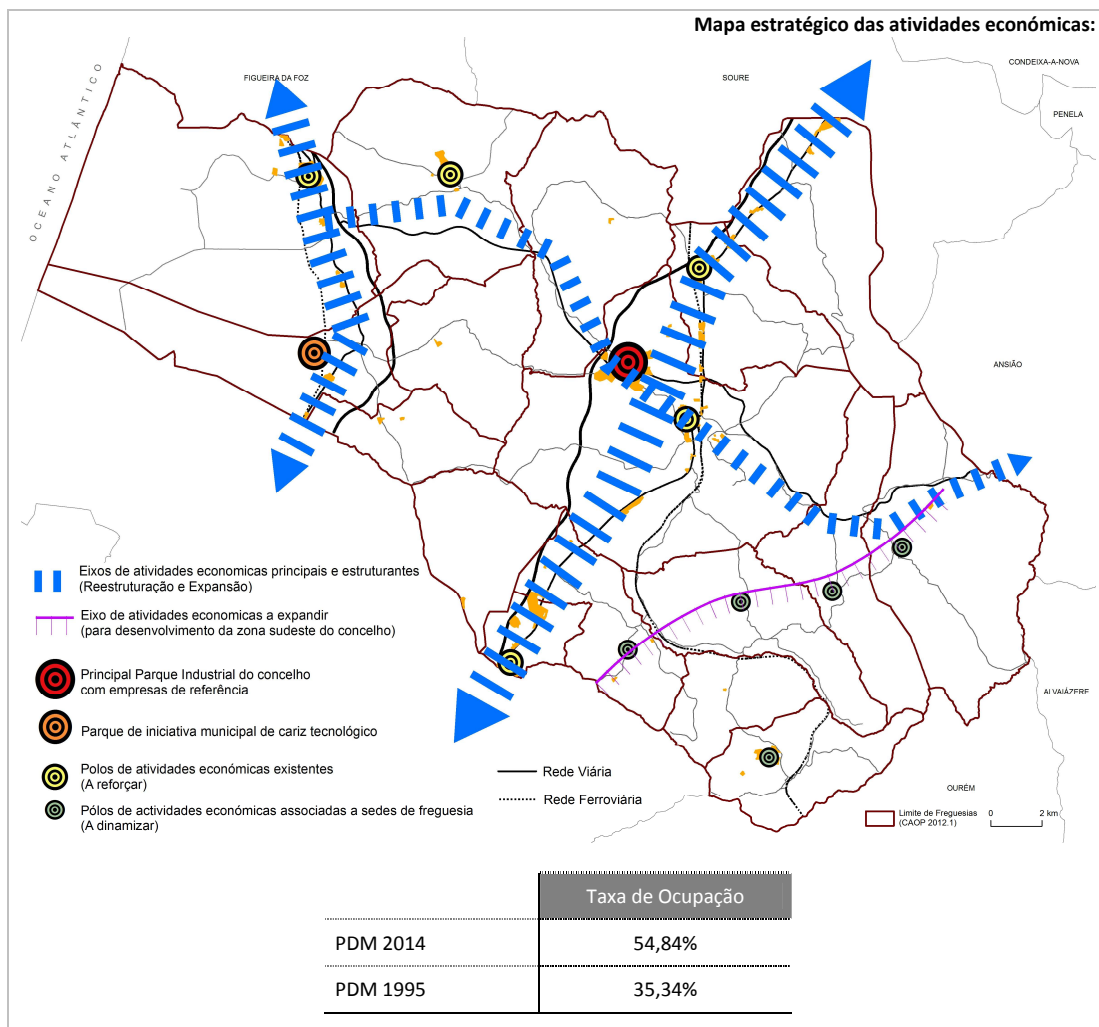 Mapa estratégico das atividades económicas:
CONDEIXA-A-NOVA
FIGUEIRA DA FOZ
SOURE
PENELA
OCEANO ATLÂNTICO
ANSIÃO
Eixos de atividades economicas principais e estruturantes
(Reestruturação e Expansão)
Eixo de atividades economicas a expandir
(para desenvolvimento da zona sudeste do concelho)
Principal Parque Industrial do concelho
com empresas de referência
ALVAIÁZERE
Parque de iniciativa municipal de cariz tecnológico
Polos de atividades económicas existentes
(A reforçar)
Pólos de actividades económicas associadas a sedes de freguesia
(A dinamizar)
Rede Viária
Rede Ferroviária
OURÉM
Limite de Freguesias
(CAOP 2012.1)
0 2 km
Taxa de Ocupação
PDM 2014 54,84%
PDM 1995 35,34%